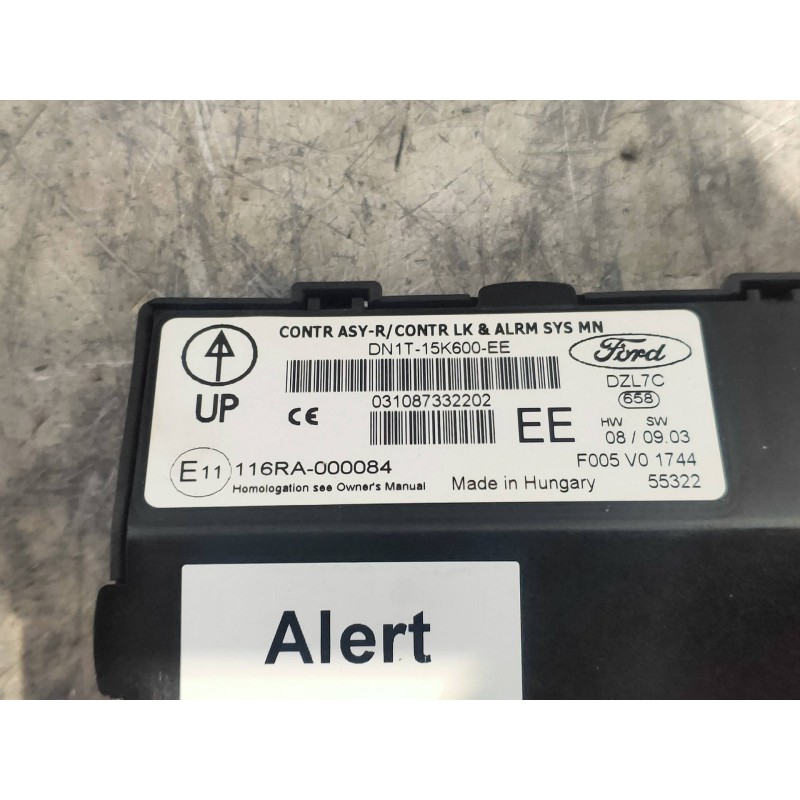 CONTR ASY-R/CONTR LK & ALRM SYS MN
DN1T-15K600-EE
Ford
UP
CE
031087332202
EE
DZL7C
658
HW SW
08 / 09.03
E11 116RA-000084
F005 V0 1744
Homologation see Owner's Manual
Made in Hungary
55322
Alert